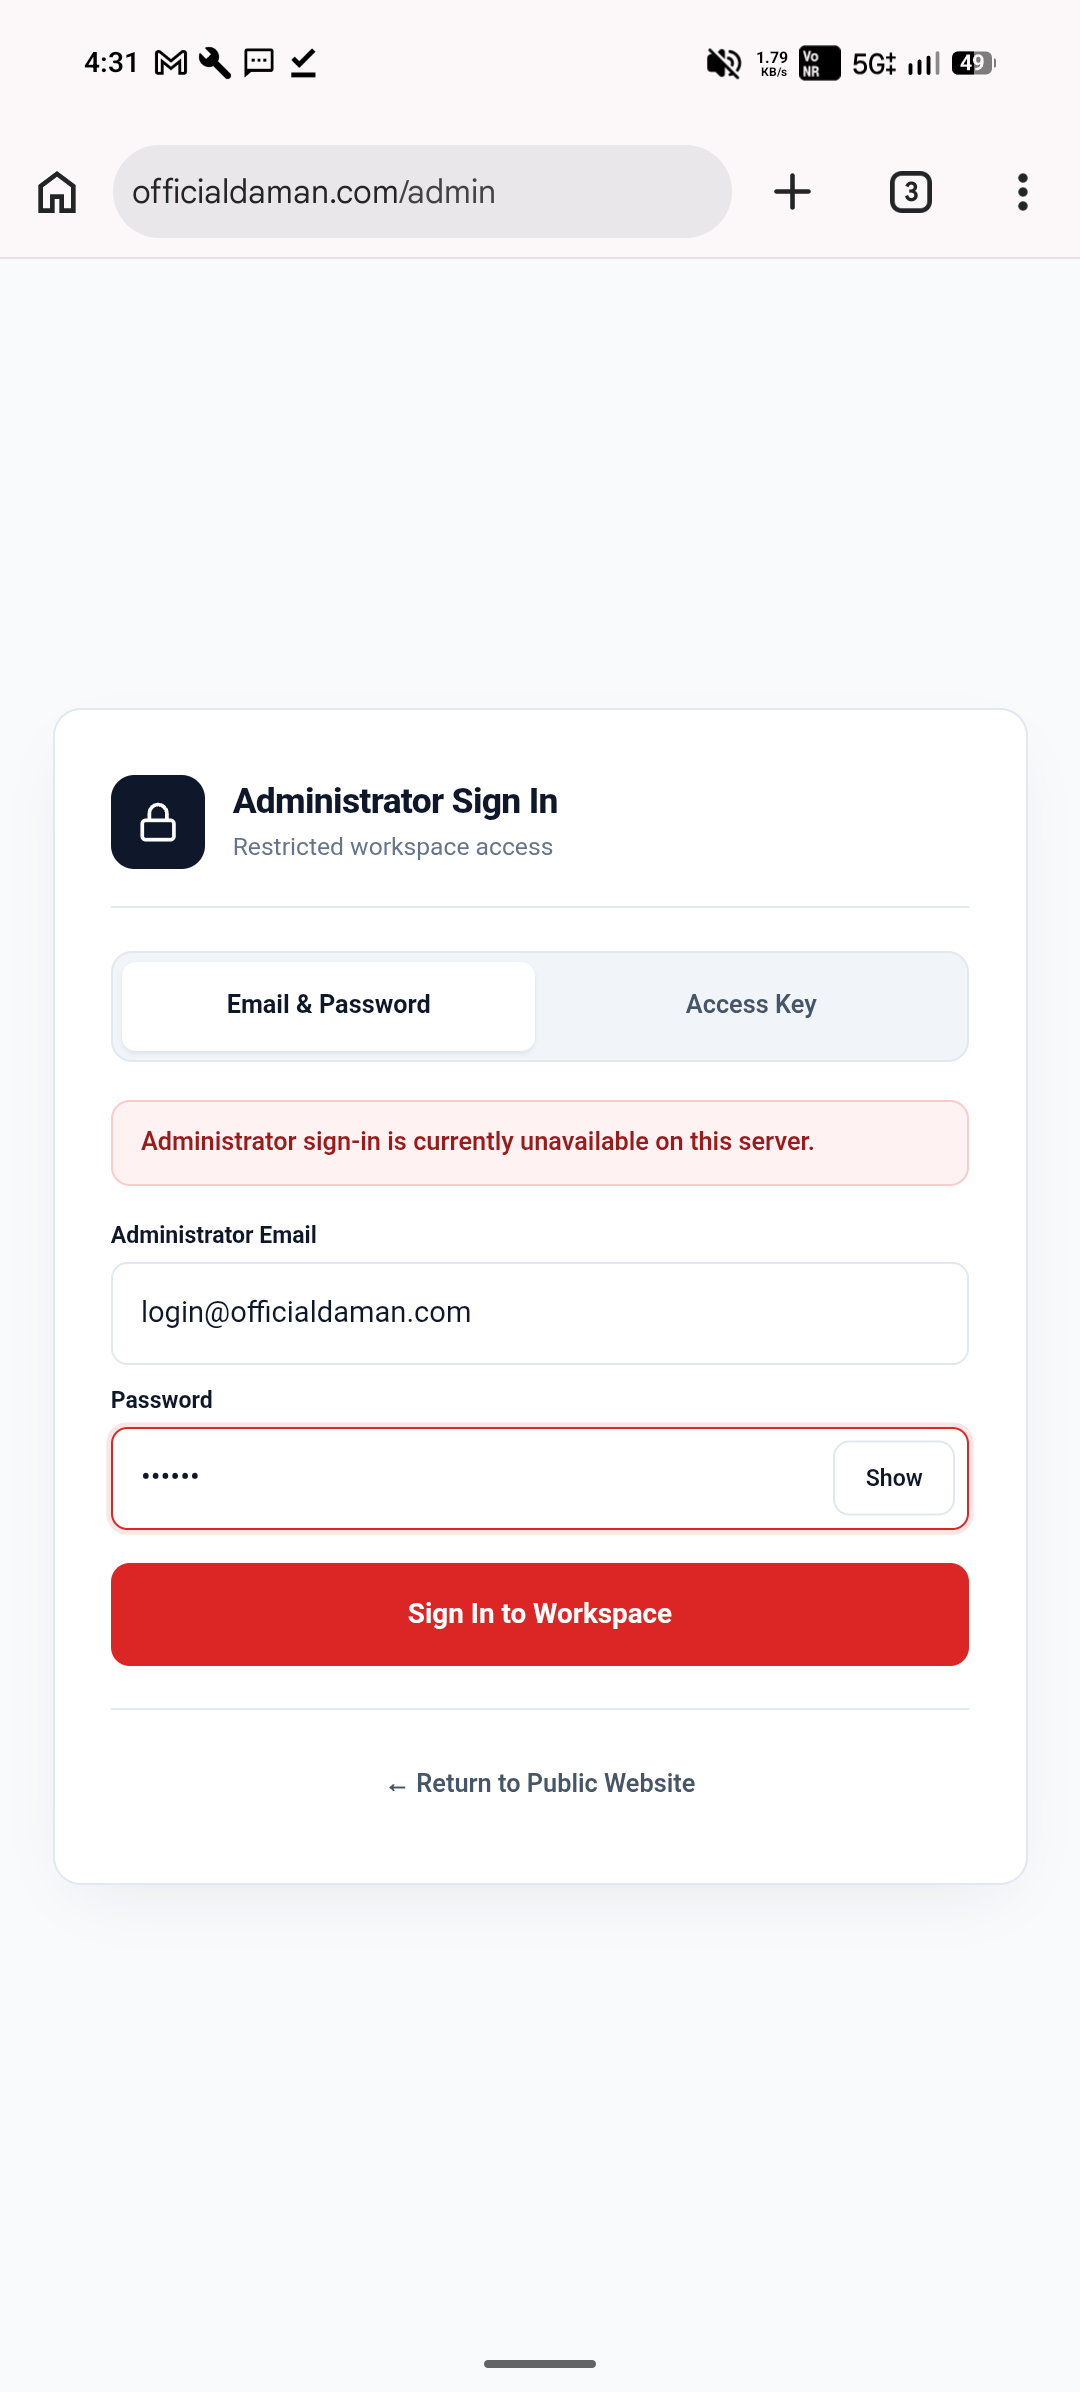 4:31
1.79
KB/s
Vo
NR
5G
49
officialdaman.com/admin
3
Administrator Sign In
Restricted workspace access
Email & Password
Access Key
Administrator sign-in is currently unavailable on this server.
Administrator Email
login@officialdaman.com
Password
••••••
Show
Sign In to Workspace
← Return to Public Website